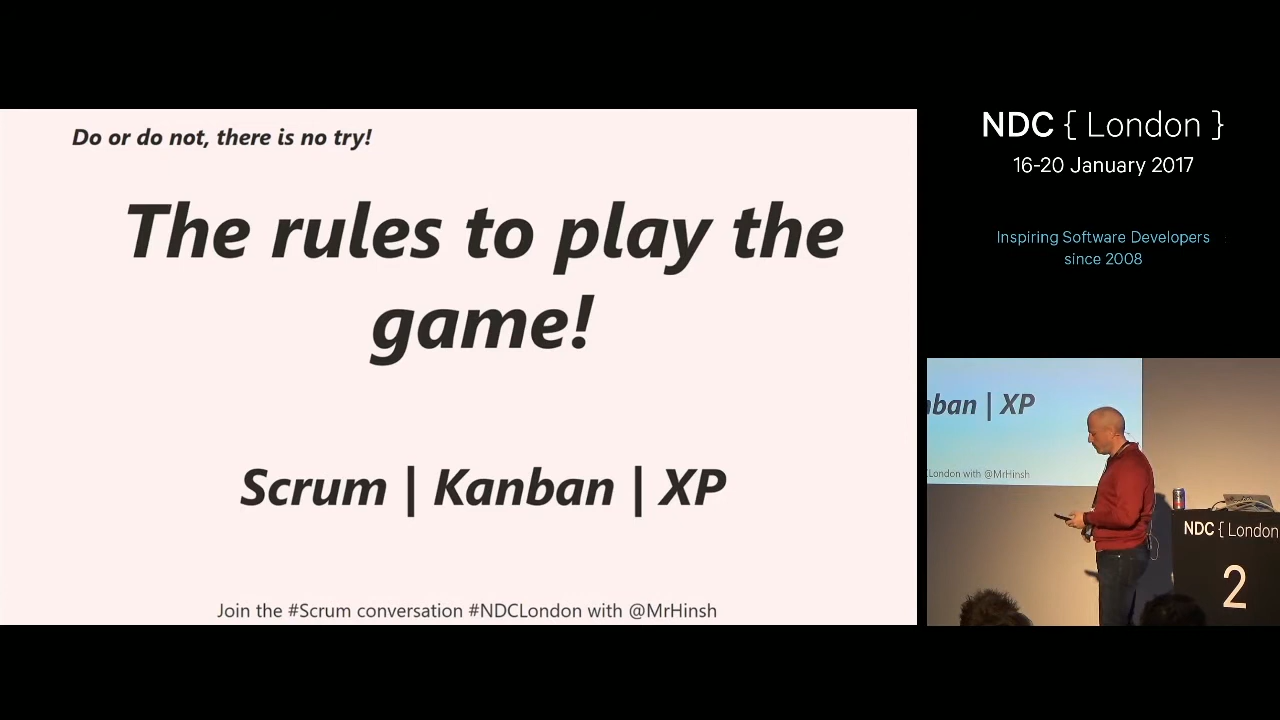 Do or do not, there is no try!
The rules to play the
game!
Scrum | Kanban | XP
Join the #Scrum conversation #NDCLondon with @MrHinsh
NDC { London }
16-20 January 2017
Inspiring Software Developers
since 2008
ban | XP
London with @MrHinsh
NDC { London
2